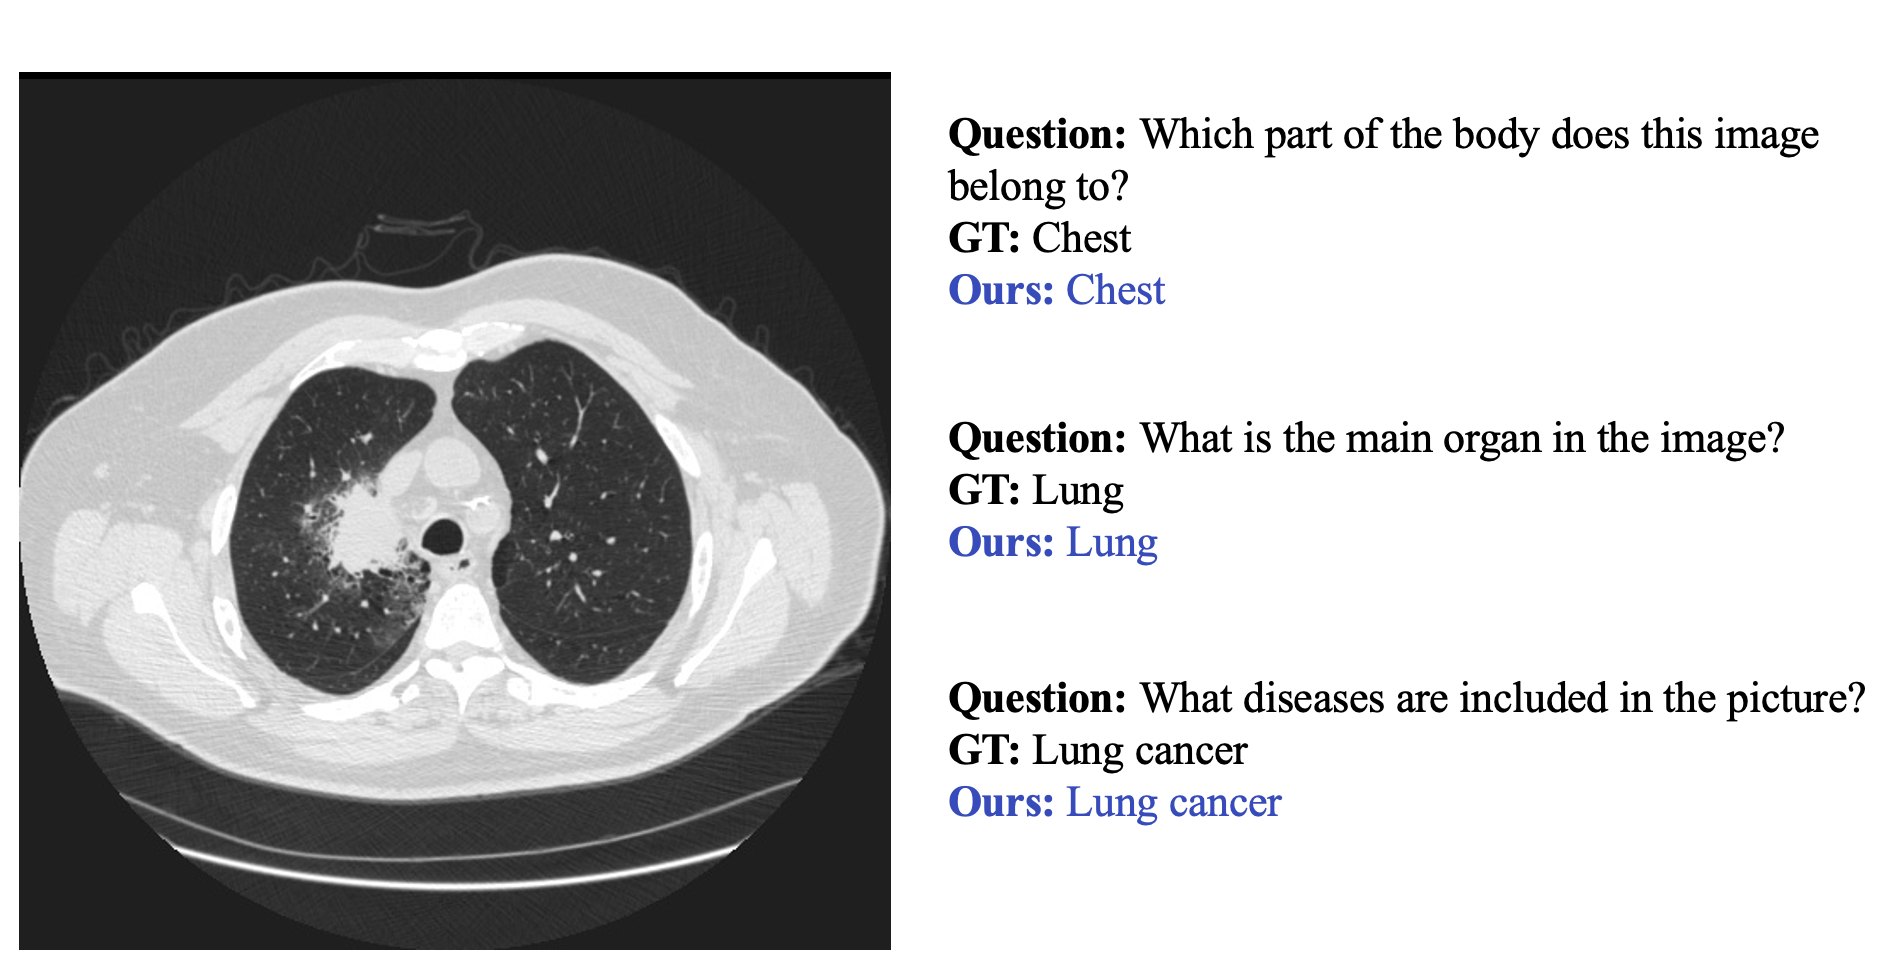 Question: Which part of the body does this image
belong to?
GT: Chest
Ours: Chest
Question: What is the main organ in the image?
GT: Lung
Ours: Lung
Question: What diseases are included in the picture?
GT: Lung cancer
Ours: Lung cancer